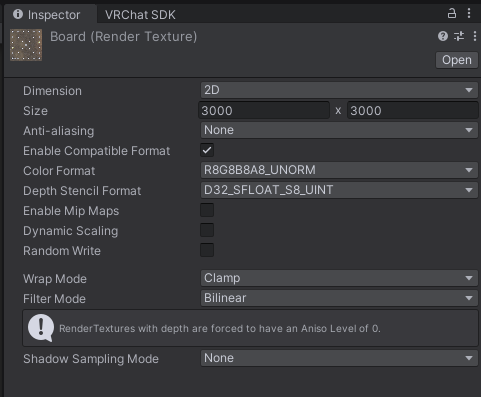 Inspector VRChat SDK
Board (Render Texture)
Open
Dimension 2D
Size 3000 x 3000
Anti-aliasing None
Enable Compatible Format
Color Format R8G8B8A8_UNORM
Depth Stencil Format D32_SFLOAT_S8_UINT
Enable Mip Maps
Dynamic Scaling
Random Write
Wrap Mode Clamp
Filter Mode Bilinear
RenderTextures with depth are forced to have an Aniso Level of 0.
Shadow Sampling Mode None